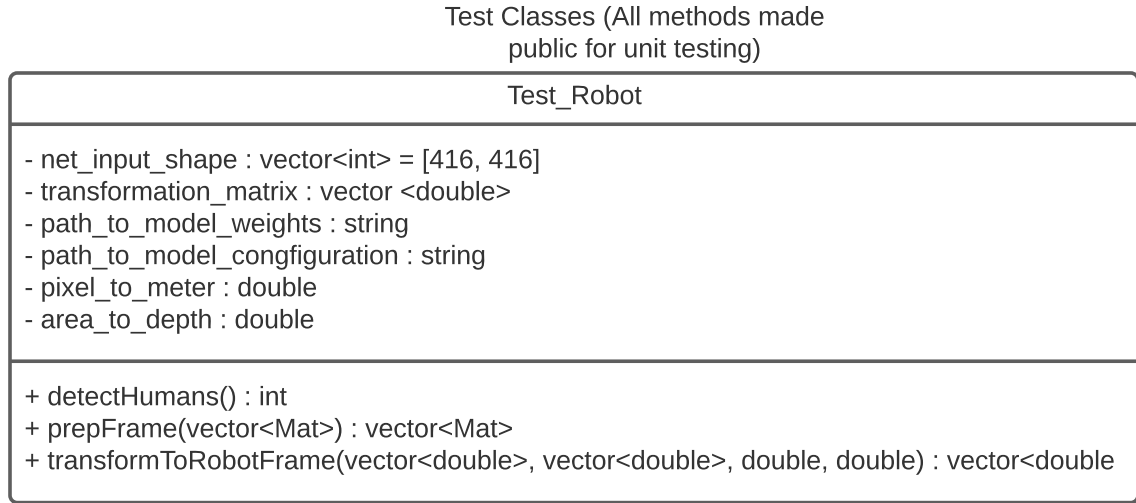 Test Classes (All methods made
public for unit testing)
Test_Robot
- net_input_shape : vector<int> = [416, 416]
- transformation_matrix : vector <double>
- path_to_model_weights : string
- path_to_model_congfiguration : string
- pixel_to_meter : double
- area_to_depth : double
+ detectHumans() : int
+ prepFrame(vector<Mat>) : vector<Mat>
+ transformToRobotFrame(vector<double>, vector<double>, double, double) : vector<double